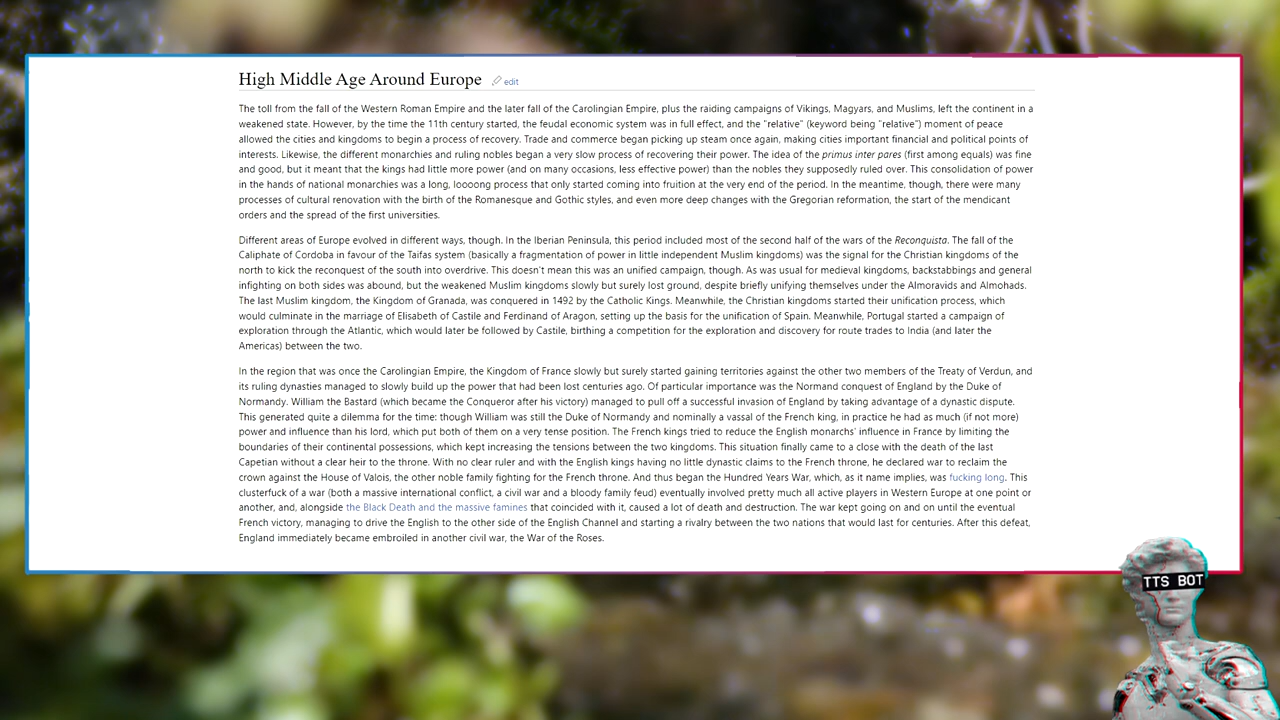 High Middle Age Around Europe edit
The toll from the fall of the Western Roman Empire and the later fall of the Carolingian Empire, plus the raiding campaigns of Vikings, Magyars, and Muslims, left the continent in a
weakened state. However, by the time the 11th century started, the feudal economic system was in full effect, and the "relative" (keyword being "relative") moment of peace
allowed the cities and kingdoms to begin a process of recovery. Trade and commerce began picking up steam once again, making cities important financial and political points of
interests. Likewise, the different monarchies and ruling nobles began a very slow process of recovering their power. The idea of the primus inter pares (first among equals) was fine
and good, but it meant that the kings had little more power (and on many occasions, less effective power) than the nobles they supposedly ruled over. This consolidation of power
in the hands of national monarchies was a long, loooong process that only started coming into fruition at the very end of the period. In the meantime, though, there were many
processes of cultural renovation with the birth of the Romanesque and Gothic styles, and even more deep changes with the Gregorian reformation, the start of the mendicant
orders and the spread of the first universities.
Different areas of Europe evolved in different ways, though. In the Iberian Peninsula, this period included most of the second half of the wars of the Reconquista. The fall of the
Caliphate of Cordoba in favour of the Taifas system (basically a fragmentation of power in little independent Muslim kingdoms) was the signal for the Christian kingdoms of the
north to kick the reconquest of the south into overdrive. This doesn't mean this was an unified campaign, though. As was usual for medieval kingdoms, backstabbings and general
infighting on both sides was abound, but the weakened Muslim kingdoms slowly but surely lost ground, despite briefly unifying themselves under the Almoravids and Almohads.
The last Muslim kingdom, the Kingdom of Granada, was conquered in 1492 by the Catholic Kings. Meanwhile, the Christian kingdoms started their unification process, which
would culminate in the marriage of Elisabeth of Castile and Ferdinand of Aragon, setting up the basis for the unification of Spain. Meanwhile, Portugal started a campaign of
exploration through the Atlantic, which would later be followed by Castile, birthing a competition for the exploration and discovery for route trades to India (and later the
Americas) between the two.
In the region that was once the Carolingian Empire, the Kingdom of France slowly but surely started gaining territories against the other two members of the Treaty of Verdun, and
its ruling dynasties managed to slowly build up the power that had been lost centuries ago. Of particular importance was the Normand conquest of England by the Duke of
Normandy. William the Bastard (which became the Conqueror after his victory) managed to pull off a successful invasion of England by taking advantage of a dynastic dispute.
This generated quite a dilemma for the time: though William was still the Duke of Normandy and nominally a vassal of the French king, in practice he had as much (if not more)
power and influence than his lord, which put both of them on a very tense position. The French kings tried to reduce the English monarchs' influence in France by limiting the
boundaries of their continental possessions, which kept increasing the tensions between the two kingdoms. This situation finally came to a close with the death of the last
Capetian without a clear heir to the throne. With no clear ruler and with the English kings having no little dynastic claims to the French throne, he declared war to reclaim the
crown against the House of Valois, the other noble family fighting for the French throne. And thus began the Hundred Years War, which, as it name implies, was fucking long. This
clusterfuck of a war (both a massive international conflict, a civil war and a bloody family feud) eventually involved pretty much all active players in Western Europe at one point or
another, and, alongside the Black Death and the massive famines that coincided with it, caused a lot of death and destruction. The war kept going on and on until the eventual
French victory, managing to drive the English to the other side of the English Channel and starting a rivalry between the two nations that would last for centuries. After this defeat,
England immediately became embroiled in another civil war, the War of the Roses.
TTS BOT